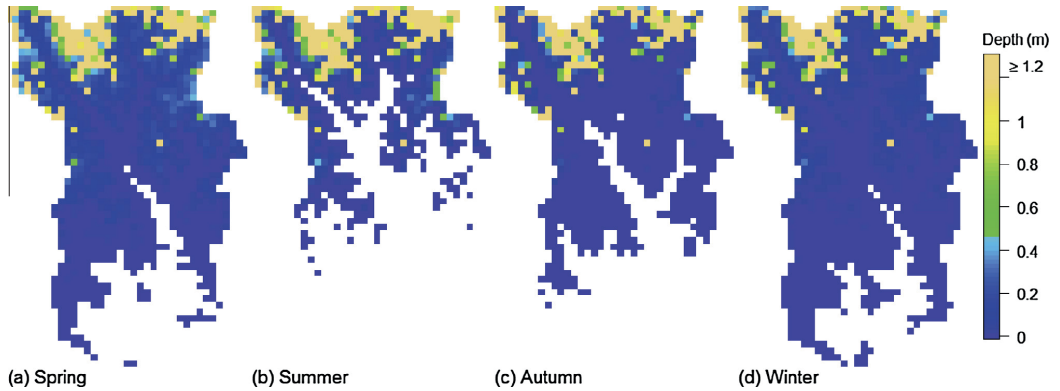 Depth (m)
≥ 1.2
1
0.8
0.6
0.4
0.2
0
(a) Spring
(b) Summer
(c) Autumn
(d) Winter